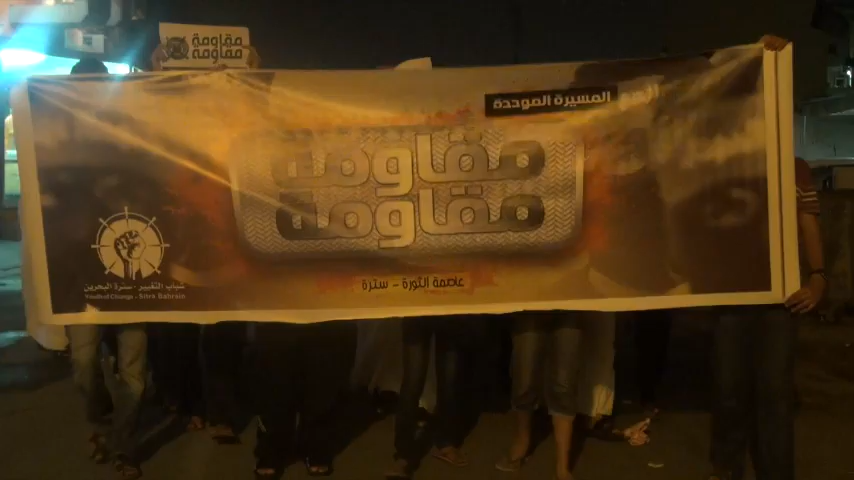 مقاومة
مقاومة
المسيرة الموحدة
مقاومة
مقاومة
عاصمة الثورة - سترة
شباب التغيير - سترة البحرين
Youth of Change - Sitra Bahrain